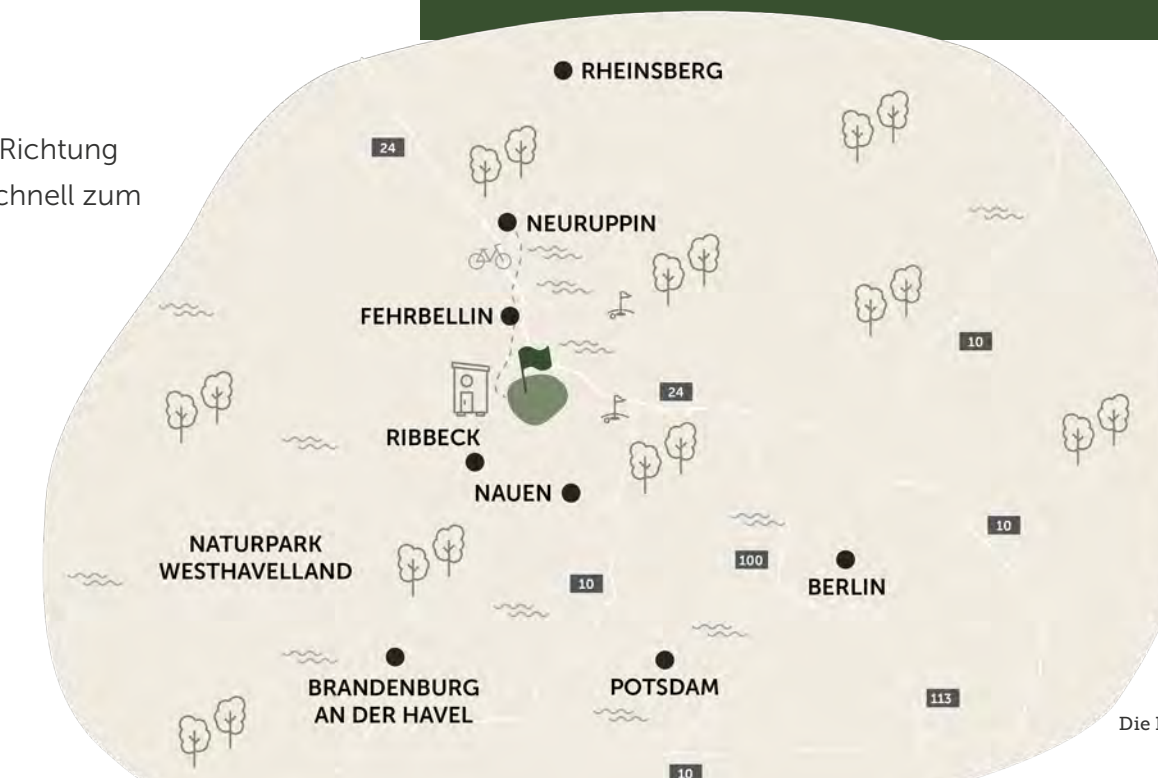 RHEINSBERG
Richtung
24
chnell zum
NEURUPPIN
FEHRBELLIN
10
24
RIBBECK
NAUEN
10
NATURPARK
WESTHAVELLAND
100
10
BERLIN
BRANDENBURG
AN DER HAVEL
POTSDAM
113
Die
10